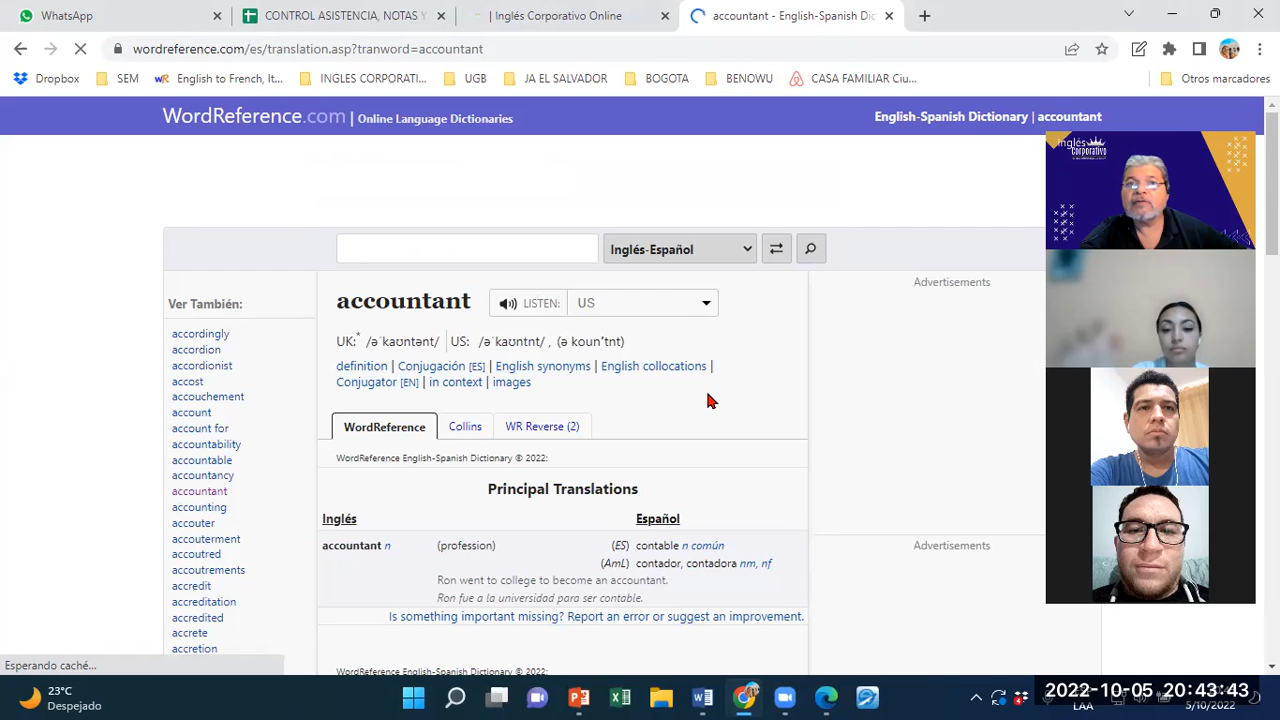 WhatsApp
CONTROL ASISTENCIA, NOTAS Y
| Inglés Corporativo Online
accountant - English-Spanish Dic
wordreference.com/es/translation.asp?tranword=accountant
Dropbox
SEM
English to French, It...
INGLES CORPORATI...
UGB
JA EL SALVADOR
BOGOTA
BENOWU
CASA FAMILIAR Ciu...
Otros marcadores
WordReference.com | Online Language Dictionaries
English-Spanish Dictionary | accountant
inglés
corporativo
Inglés-Español
Advertisements
Ver También:
accordingly
accordion
accordionist
accost
accouchement
account
account for
accountability
accountable
accountancy
accountant
accounting
accouter
accouterment
accoutred
accoutrements
accredit
accreditation
accredited
accrete
accretion
accountant
LISTEN:
US
UK:* /əˈkaʊntənt/ US: /əˈkaʊntnt/ , (ə koun′tnt)
definition | Conjugación [ES] | English synonyms | English collocations |
Conjugator [EN] | in context | images
WordReference
Collins
WR Reverse (2)
WordReference English-Spanish Dictionary © 2022:
Principal Translations
Inglés
Español
accountant n
(profession)
(ES) contable n común
(AmL) contador, contadora nm, nf
Ron went to college to become an accountant.
Ron fue a la universidad para ser contable.
Is something important missing? Report an error or suggest an improvement.
WordReference English-Spanish Dictionary © 2022:
Advertisements
Esperando caché...
23°C
Despejado
2022-10-05 20:43:43
LAA
5/10/2022